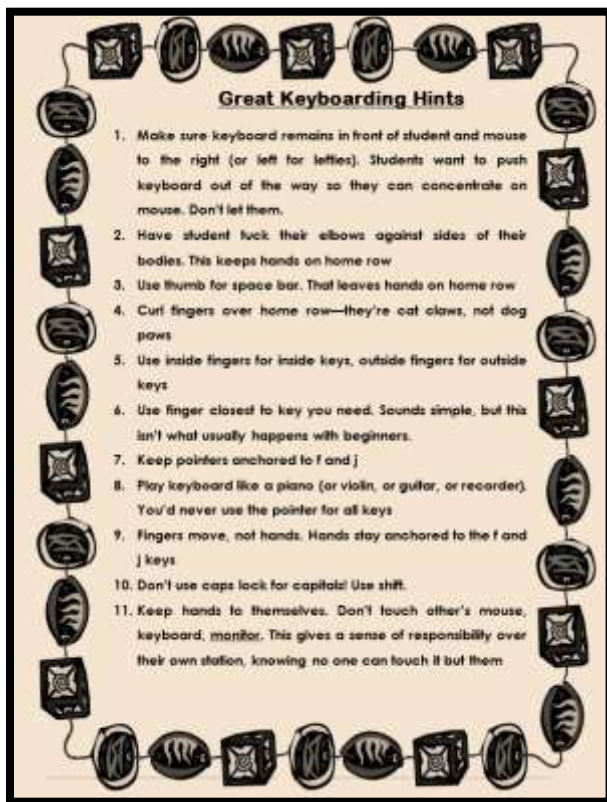 Great Keyboarding Hints
1. Make sure keyboard remains in front of student and mouse
to the right (or left for lefties). Students want to push
keyboard out of the way so they can concentrate on
mouse. Don't let them.
2. Have student tuck their elbows against sides of their
bodies. This keeps hands on home row
3. Use thumb for space bar. That leaves hands on home row
4. Curl fingers over home row—they're cat claws, not dog
paws
5. Use inside fingers for inside keys, outside fingers for outside
keys
6. Use finger closest to key you need. Sounds simple, but this
isn't what usually happens with beginners.
7. Keep pointers anchored to f and j
8. Play keyboard like a piano (or violin, or guitar, or recorder).
You'd never use the pointer for all keys
9. Fingers move, not hands. Hands stay anchored to the f and
j keys
10. Don't use caps lock for capitals! Use shift.
11. Keep hands to themselves. Don't touch other's mouse,
keyboard, monitor. This gives a sense of responsibility over
their own station, knowing no one can touch it but them